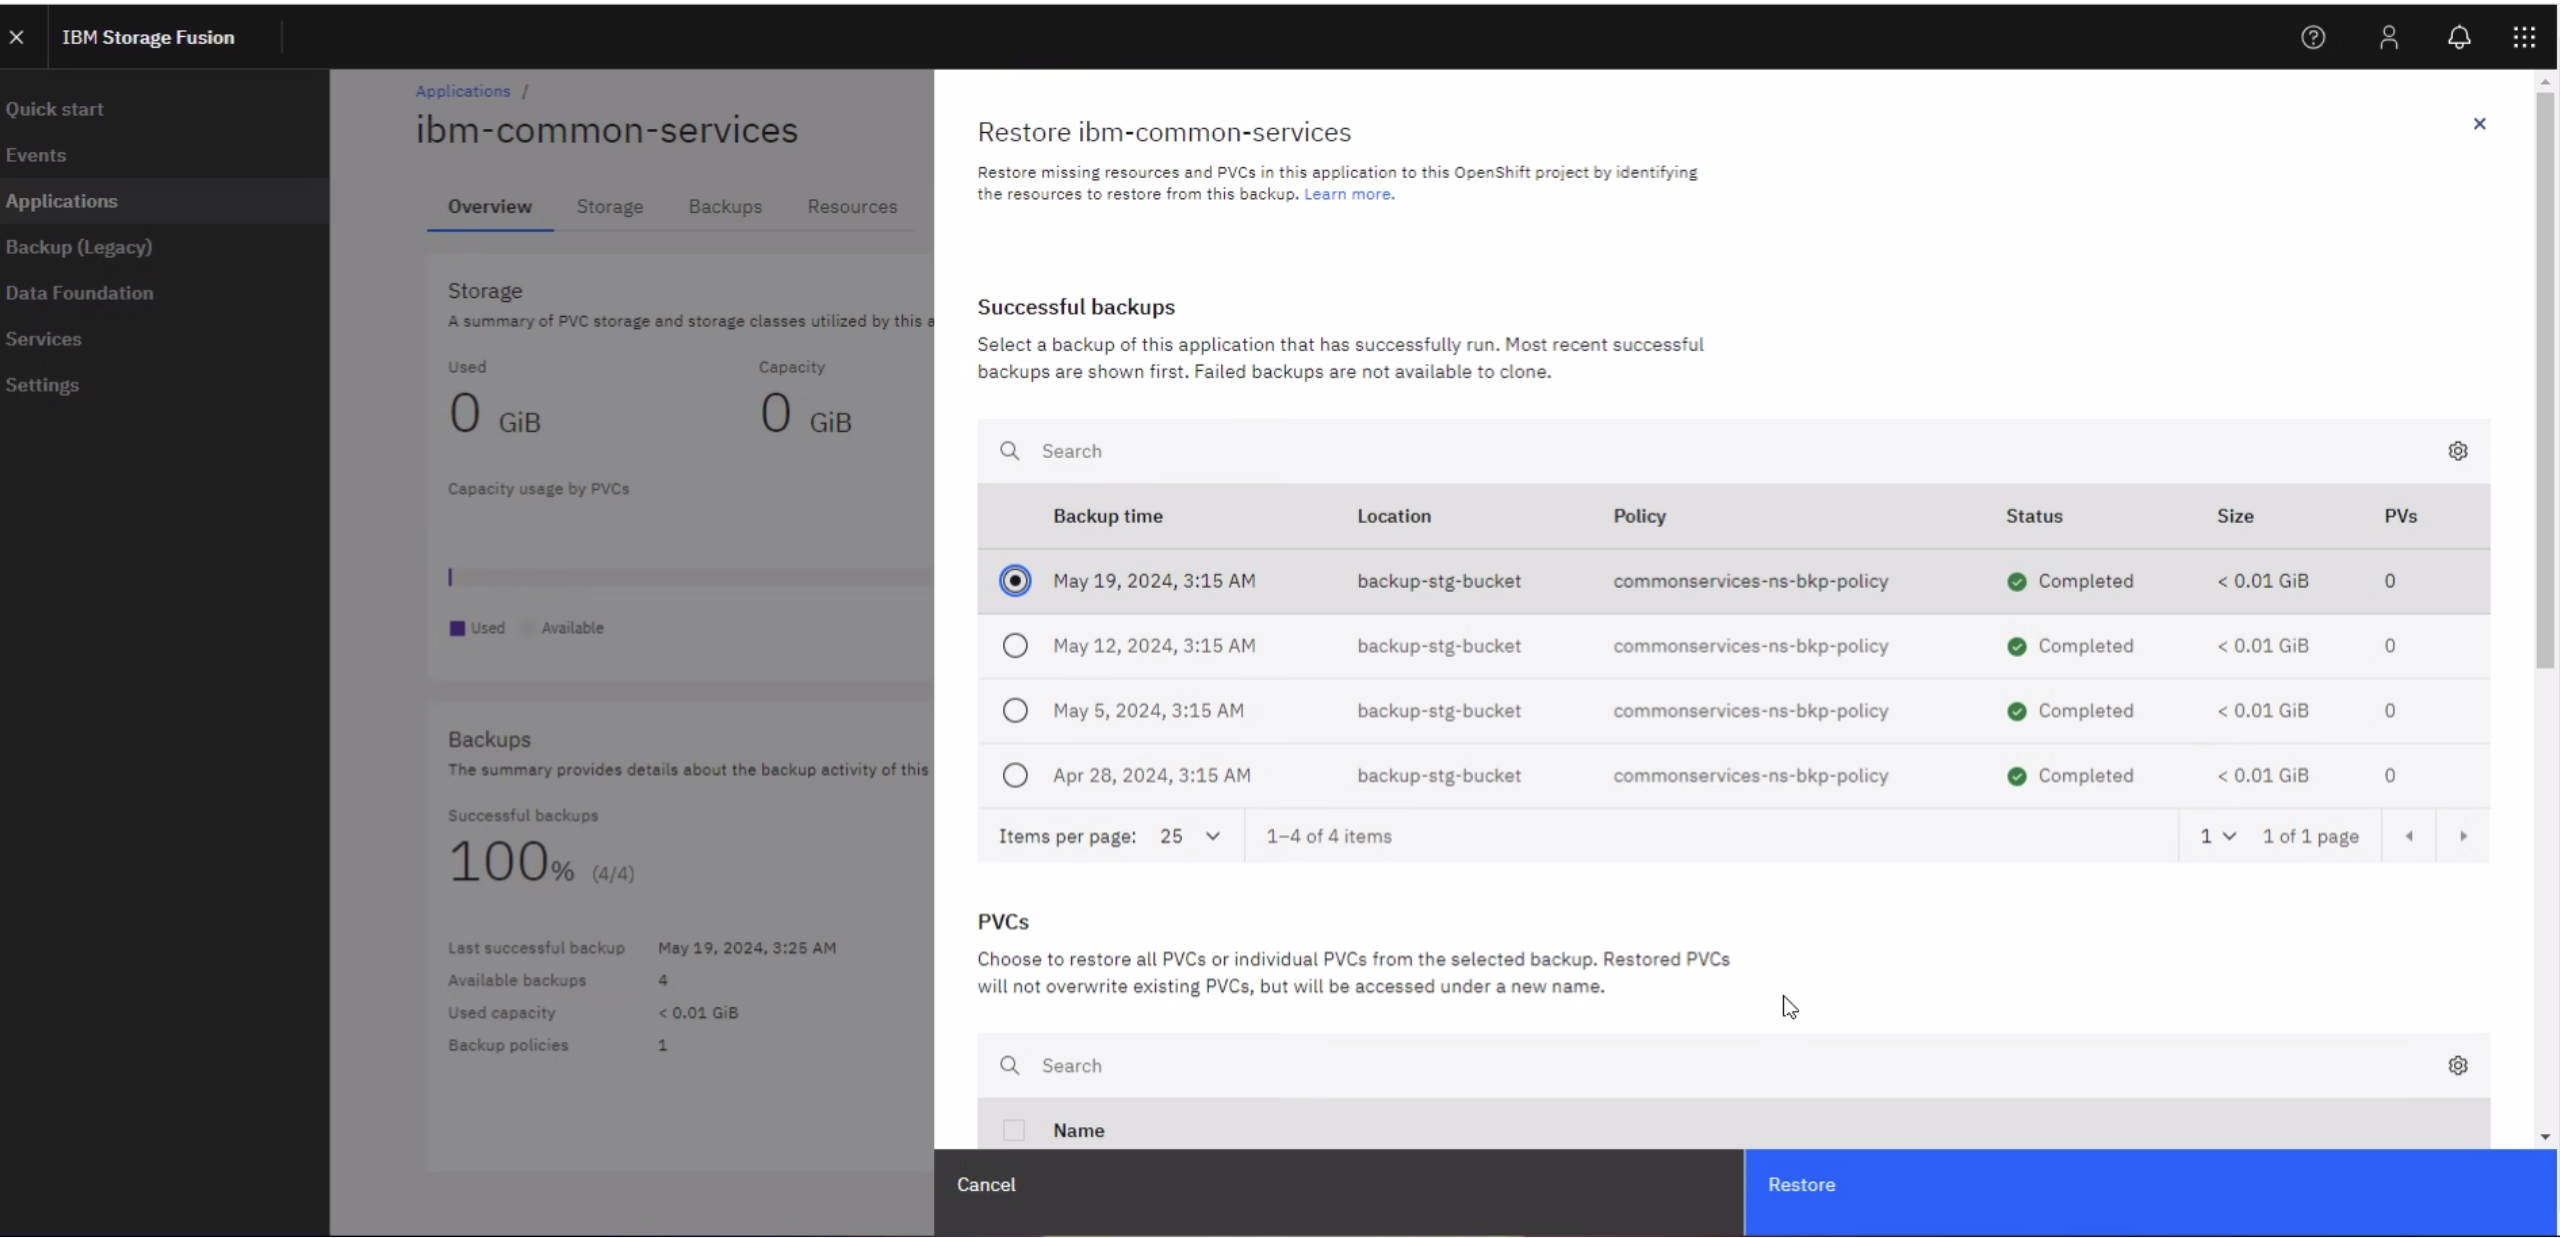 IBM Storage Fusion
Quick start
Events
Applications
Backup (Legacy)
Data Foundation
Services
Settings
Applications /
ibm-common-services
Overview Storage Backups Resources
Storage
A summary of PVC storage and storage classes utilized by this a
Used Capacity
0 GiB 0 GiB
Capacity usage by PVCs
Used Available
Backups
The summary provides details about the backup activity of this
Successful backups
100% (4/4)
Last successful backup May 19, 2024, 3:25 AM
Available backups 4
Used capacity < 0.01 GiB
Backup policies 1
Restore ibm-common-services
Restore missing resources and PVCs in this application to this OpenShift project by identifying
the resources to restore from this backup. Learn more.
Successful backups
Select a backup of this application that has successfully run. Most recent successful
backups are shown first. Failed backups are not available to clone.
Search
Backup time Location Policy Status Size PVs
May 19, 2024, 3:15 AM backup-stg-bucket commonservices-ns-bkp-policy Completed < 0.01 GiB 0
May 12, 2024, 3:15 AM backup-stg-bucket commonservices-ns-bkp-policy Completed < 0.01 GiB 0
May 5, 2024, 3:15 AM backup-stg-bucket commonservices-ns-bkp-policy Completed < 0.01 GiB 0
Apr 28, 2024, 3:15 AM backup-stg-bucket commonservices-ns-bkp-policy Completed < 0.01 GiB 0
Items per page: 25 1–4 of 4 items 1 1 of 1 page
PVCs
Choose to restore all PVCs or individual PVCs from the selected backup. Restored PVCs
will not overwrite existing PVCs, but will be accessed under a new name.
Search
Name
Cancel Restore